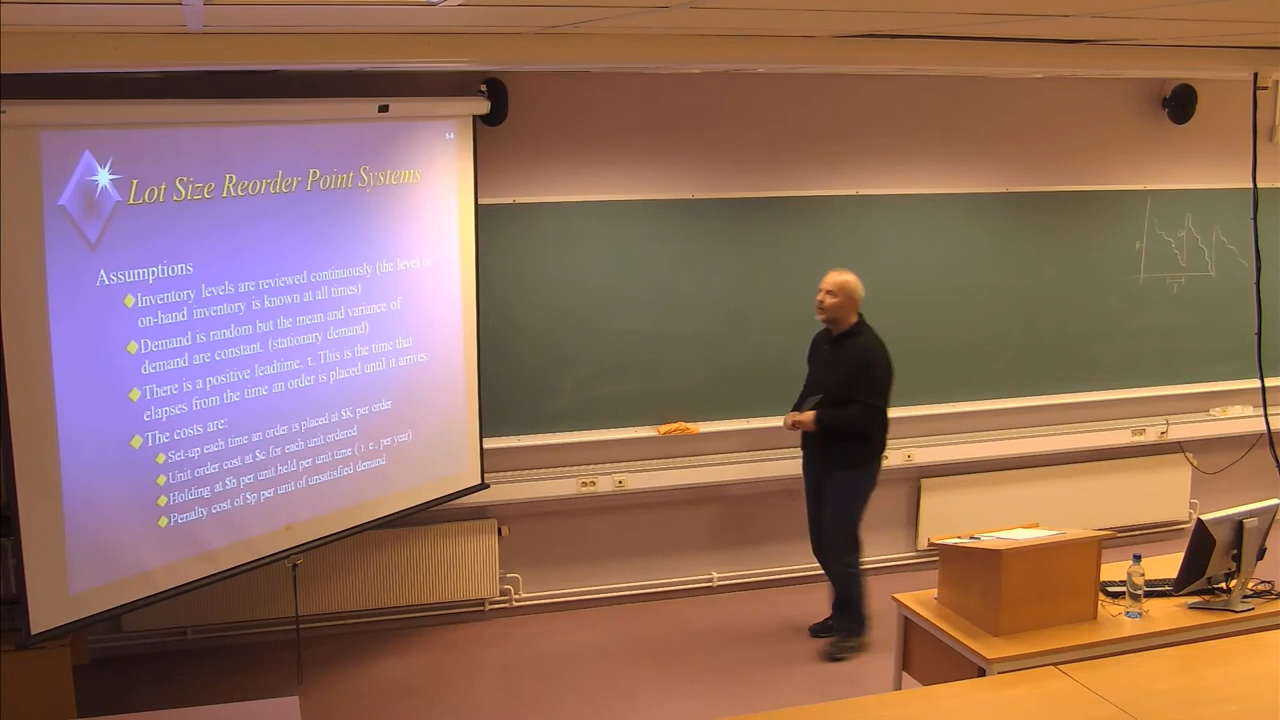 5.6
Lot Size Reorder Point Systems
Assumptions
Inventory levels are reviewed continuously (the level of
on-hand inventory is known at all times)
Demand is random but the mean and variance of
demand are constant. (stationary demand)
There is a positive leadtime, τ. This is the time that
elapses from the time an order is placed until it arrives.
The costs are:
Set-up each time an order is placed at $K per order
Unit order cost at $c for each unit ordered
Holding at $h per unit held per unit time ( i. e., per year)
Penalty cost of $p per unit of unsatisfied demand